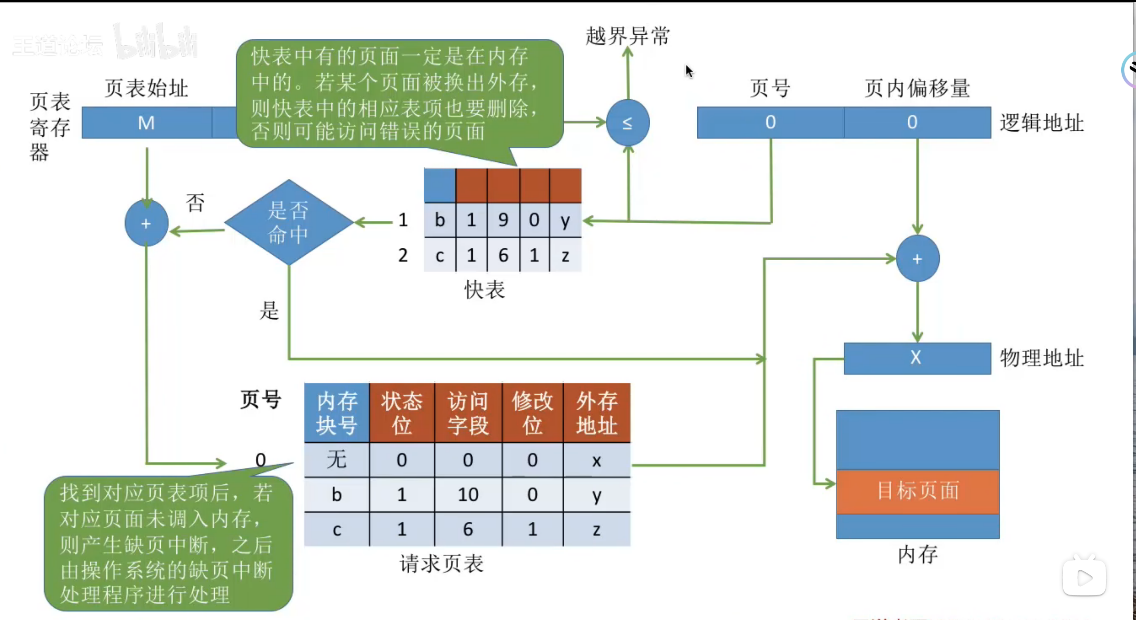 王道论坛 bilibili
越界异常
快表中有的页面一定是在内存
中的。若某个页面被换出外存，
则快表中的相应表项也要删除，
否则可能访问错误的页面
页表始址
页号 页内偏移量
页表
寄存
器
M
≤
0 0
逻辑地址
否
是否
命中
+
1 b 1 9 0 y
2 c 1 6 1 z
快表
+
是
X
物理地址
页号
内存 状态 访问 修改 外存
块号 位 字段 位 地址
0 无 0 0 0 x
b 1 10 0 y
c 1 6 1 z
请求页表
找到对应页表项后，若
对应页面未调入内存，
则产生缺页中断，之后
由操作系统的缺页中断
处理程序进行处理
目标页面
内存